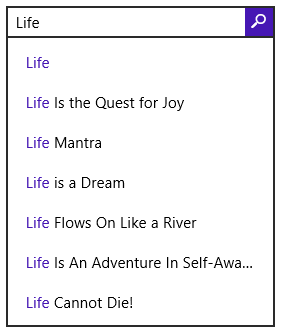 Life
Life
Life Is the Quest for Joy
Life Mantra
Life is a Dream
Life Flows On Like a River
Life Is An Adventure In Self-Awa...
Life Cannot Die!